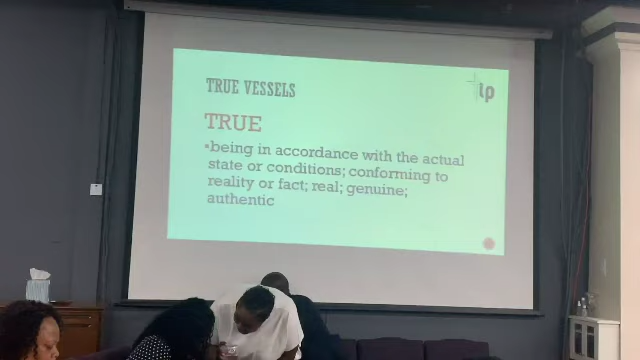 TRUE VESSELS
ip
TRUE
being in accordance with the actual
state or conditions; conforming to
reality or fact; real; genuine;
authentic